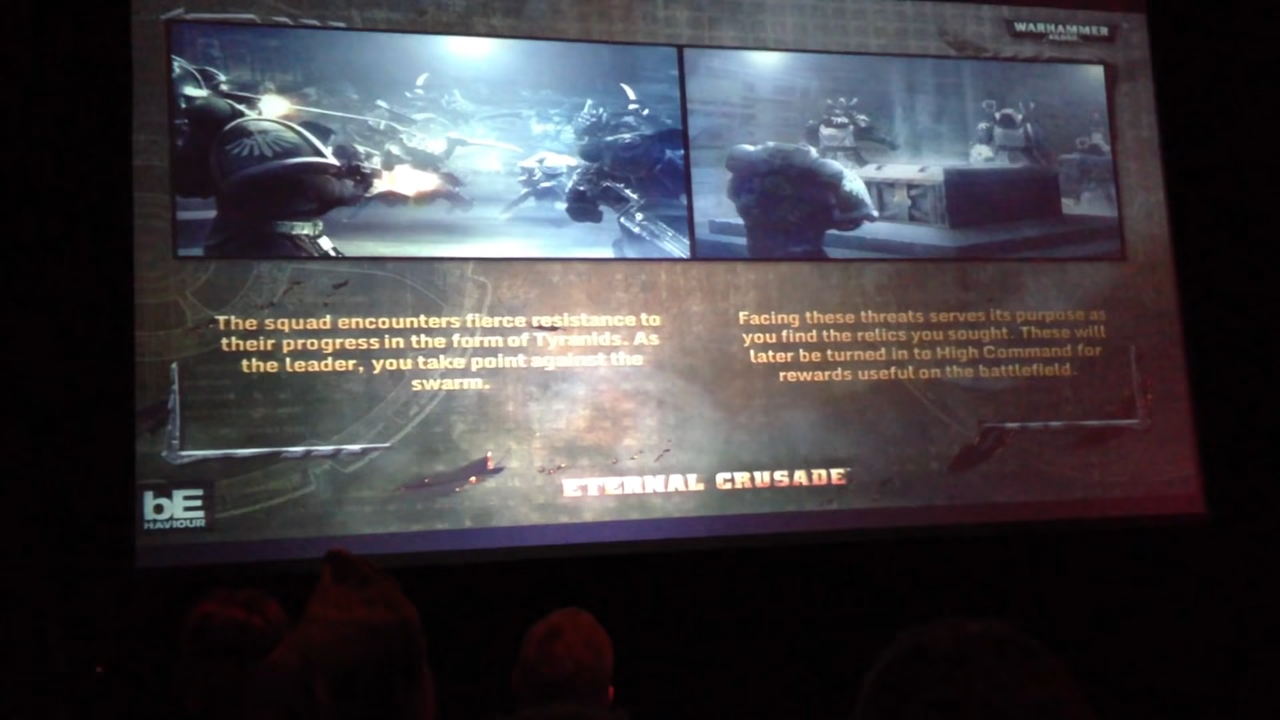 WARHAMMER
40,000
The squad encounters fierce resistance to
their progress in the form of Tyranids. As
the leader, you take point against the
swarm.
Facing these threats serves its purpose as
you find the relics you sought. These will
later be turned in to High Command for
rewards useful on the battlefield.
ETERNAL CRUSADE
bE
HAVIOUR